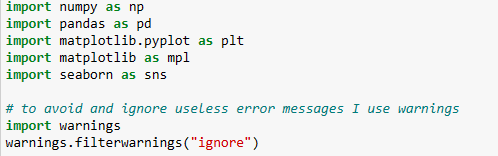 import numpy as np
import pandas as pd
import matplotlib.pyplot as plt
import matplotlib as mpl
import seaborn as sns
# to avoid and ignore useless error messages I use warnings
import warnings
warnings.filterwarnings("ignore")